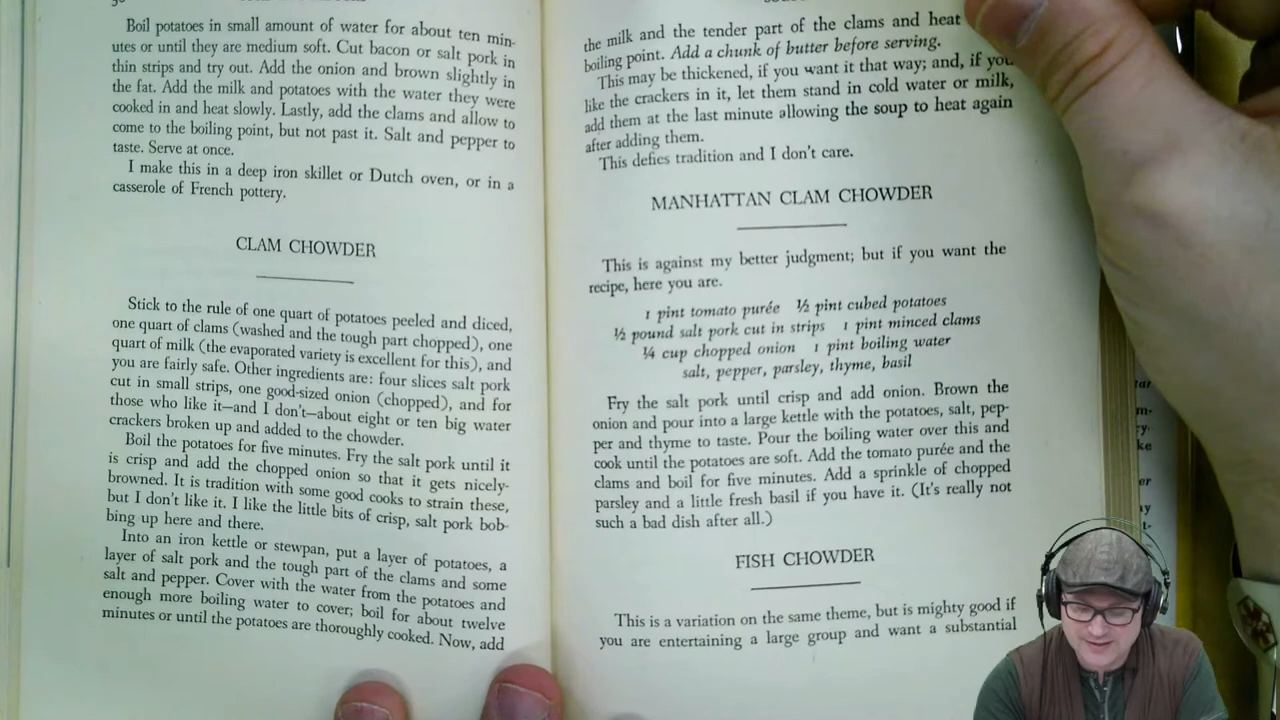 Boil potatoes in small amount of water for about ten min-
utes or until they are medium soft. Cut bacon or salt pork in
thin strips and try out. Add the onion and brown slightly in
the fat. Add the milk and potatoes with the water they were
cooked in and heat slowly. Lastly, add the clams and allow to
come to the boiling point, but not past it. Salt and pepper to
taste. Serve at once.
I make this in a deep iron skillet or Dutch oven, or in a
casserole of French pottery.
CLAM CHOWDER
Stick to the rule of one quart of potatoes peeled and diced,
one quart of clams (washed and the tough part chopped), one
quart of milk (the evaporated variety is excellent for this), and
you are fairly safe. Other ingredients are: four slices salt pork
cut in small strips, one good-sized onion (chopped), and for
those who like it—and I don't—about eight or ten big water
crackers broken up and added to the chowder.
Boil the potatoes for five minutes. Fry the salt pork until it
is crisp and add the chopped onion so that it gets nicely-
browned. It is tradition with some good cooks to strain these,
but I don't like it. I like the little bits of crisp, salt pork bob-
bing up here and there.
Into an iron kettle or stewpan, put a layer of potatoes, a
layer of salt pork and the tough part of the clams and some
salt and pepper. Cover with the water from the potatoes and
enough more boiling water to cover; boil for about twelve
minutes or until the potatoes are thoroughly cooked. Now, add
the milk and the tender part of the clams and heat
boiling point. Add a chunk of butter before serving.
This may be thickened, if you want it that way; and, if you
like the crackers in it, let them stand in cold water or milk,
add them at the last minute allowing the soup to heat again
after adding them.
This defies tradition and I don't care.
MANHATTAN CLAM CHOWDER
This is against my better judgment; but if you want the
recipe, here you are.
1 pint tomato purée ½ pint cubed potatoes
½ pound salt pork cut in strips 1 pint minced clams
¼ cup chopped onion 1 pint boiling water
salt, pepper, parsley, thyme, basil
Fry the salt pork until crisp and add onion. Brown the
onion and pour into a large kettle with the potatoes, salt, pep-
per and thyme to taste. Pour the boiling water over this and
cook until the potatoes are soft. Add the tomato purée and the
clams and boil for five minutes. Add a sprinkle of chopped
parsley and a little fresh basil if you have it. (It's really not
such a bad dish after all.)
FISH CHOWDER
This is a variation on the same theme, but is mighty good if
you are entertaining a large group and want a substantial